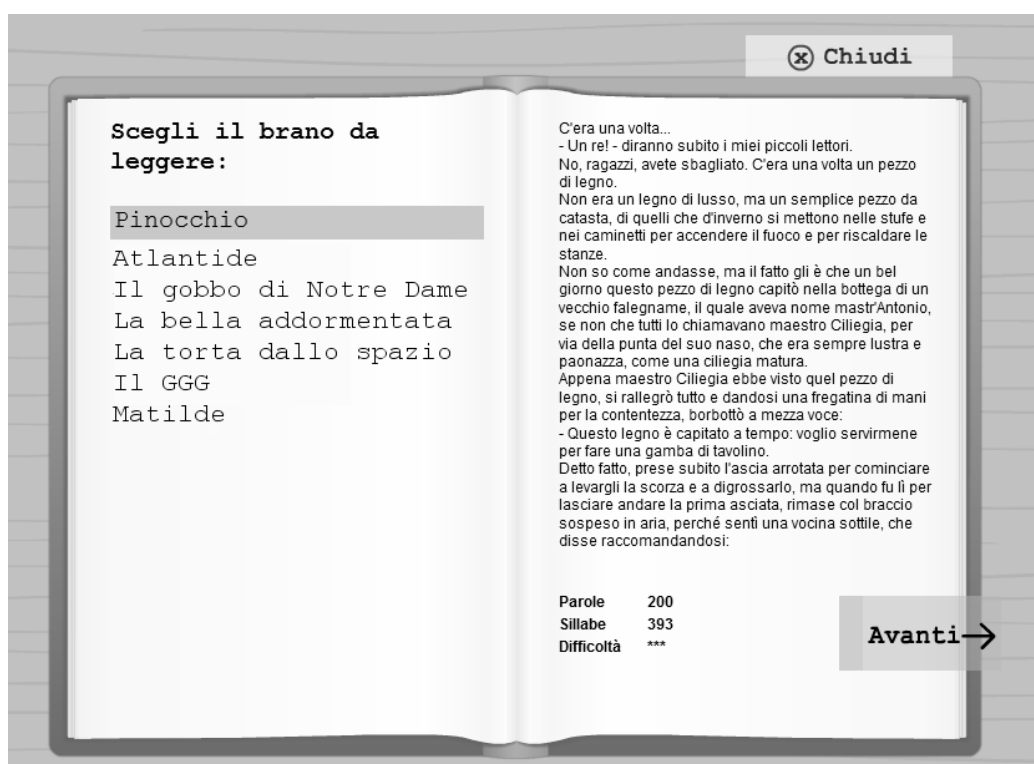 Chiudi
Scegli il brano da
leggere:
Pinocchio
Atlantide
Il gobbo di Notre Dame
La bella addormentata
La torta dallo spazio
Il GGG
Matilde
C'era una volta...
- Un re! - diranno subito i miei piccoli lettori.
No, ragazzi, avete sbagliato. C'era una volta un pezzo
di legno.
Non era un legno di lusso, ma un semplice pezzo da
catasta, di quelli che d'inverno si mettono nelle stufe e
nei caminetti per accendere il fuoco e per riscaldare le
stanze.
Non so come andasse, ma il fatto gli è che un bel
giorno questo pezzo di legno capitò nella bottega di un
vecchio falegname, il quale aveva nome mastr'Antonio,
se non che tutti lo chiamavano maestro Ciliegia, per
via della punta del suo naso, che era sempre lustra e
paonazza, come una ciliegia matura.
Appena maestro Ciliegia ebbe visto quel pezzo di
legno, si rallegrò tutto e dandosi una fregatina di mani
per la contentezza, borbottò a mezza voce:
- Questo legno è capitato a tempo: voglio servirmene
per fare una gamba di tavolino.
Detto fatto, prese subito l'ascia arrotata per cominciare
a levargli la scorza e a digrossarlo, ma quando fu lì per
lasciare andare la prima asciata, rimase col braccio
sospeso in aria, perché sentì una vocina sottile, che
disse raccomandandosi:
Parole 200
Sillabe 393
Difficoltà ***
Avanti